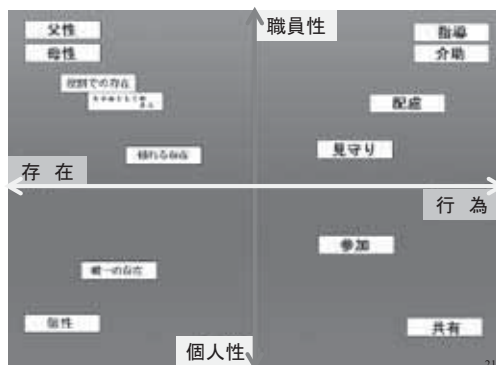 父性
職員性
指導
母性
介助
役割での存在
配慮
頼れる存在
見守り
存 在
行 為
参加
唯一の存在
個性
共有
個人性
21